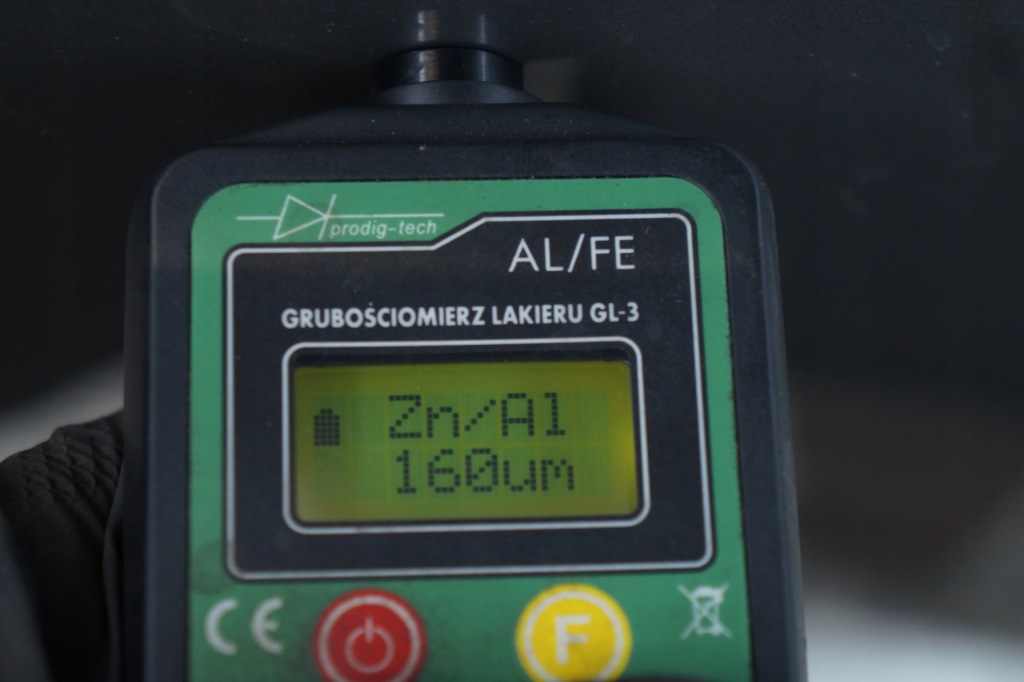 prodig-tech
AL/FE
GRUBOŚCIOMIERZ LAKIERU GL-3
Zn/Al
160um
CE
F